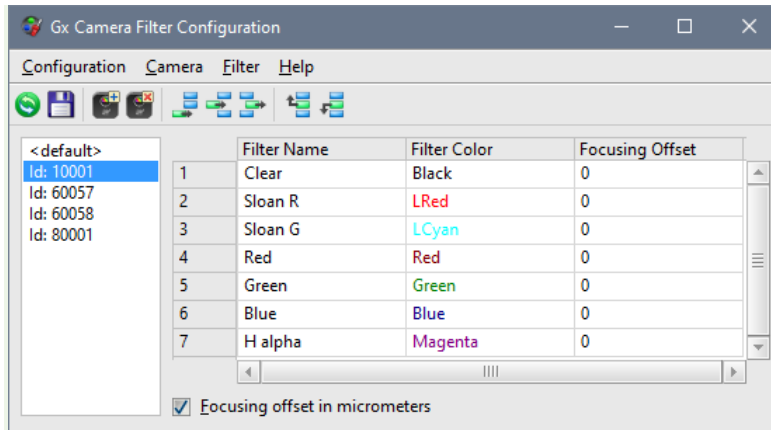 Gx Camera Filter Configuration
Configuration Camera Filter Help
<default>
Id: 10001
Id: 60057
Id: 60058
Id: 80001
Filter Name Filter Color Focusing Offset
1 Clear Black 0
2 Sloan R LRed 0
3 Sloan G LCyan 0
4 Red Red 0
5 Green Green 0
6 Blue Blue 0
7 H alpha Magenta 0
Focusing offset in micrometers